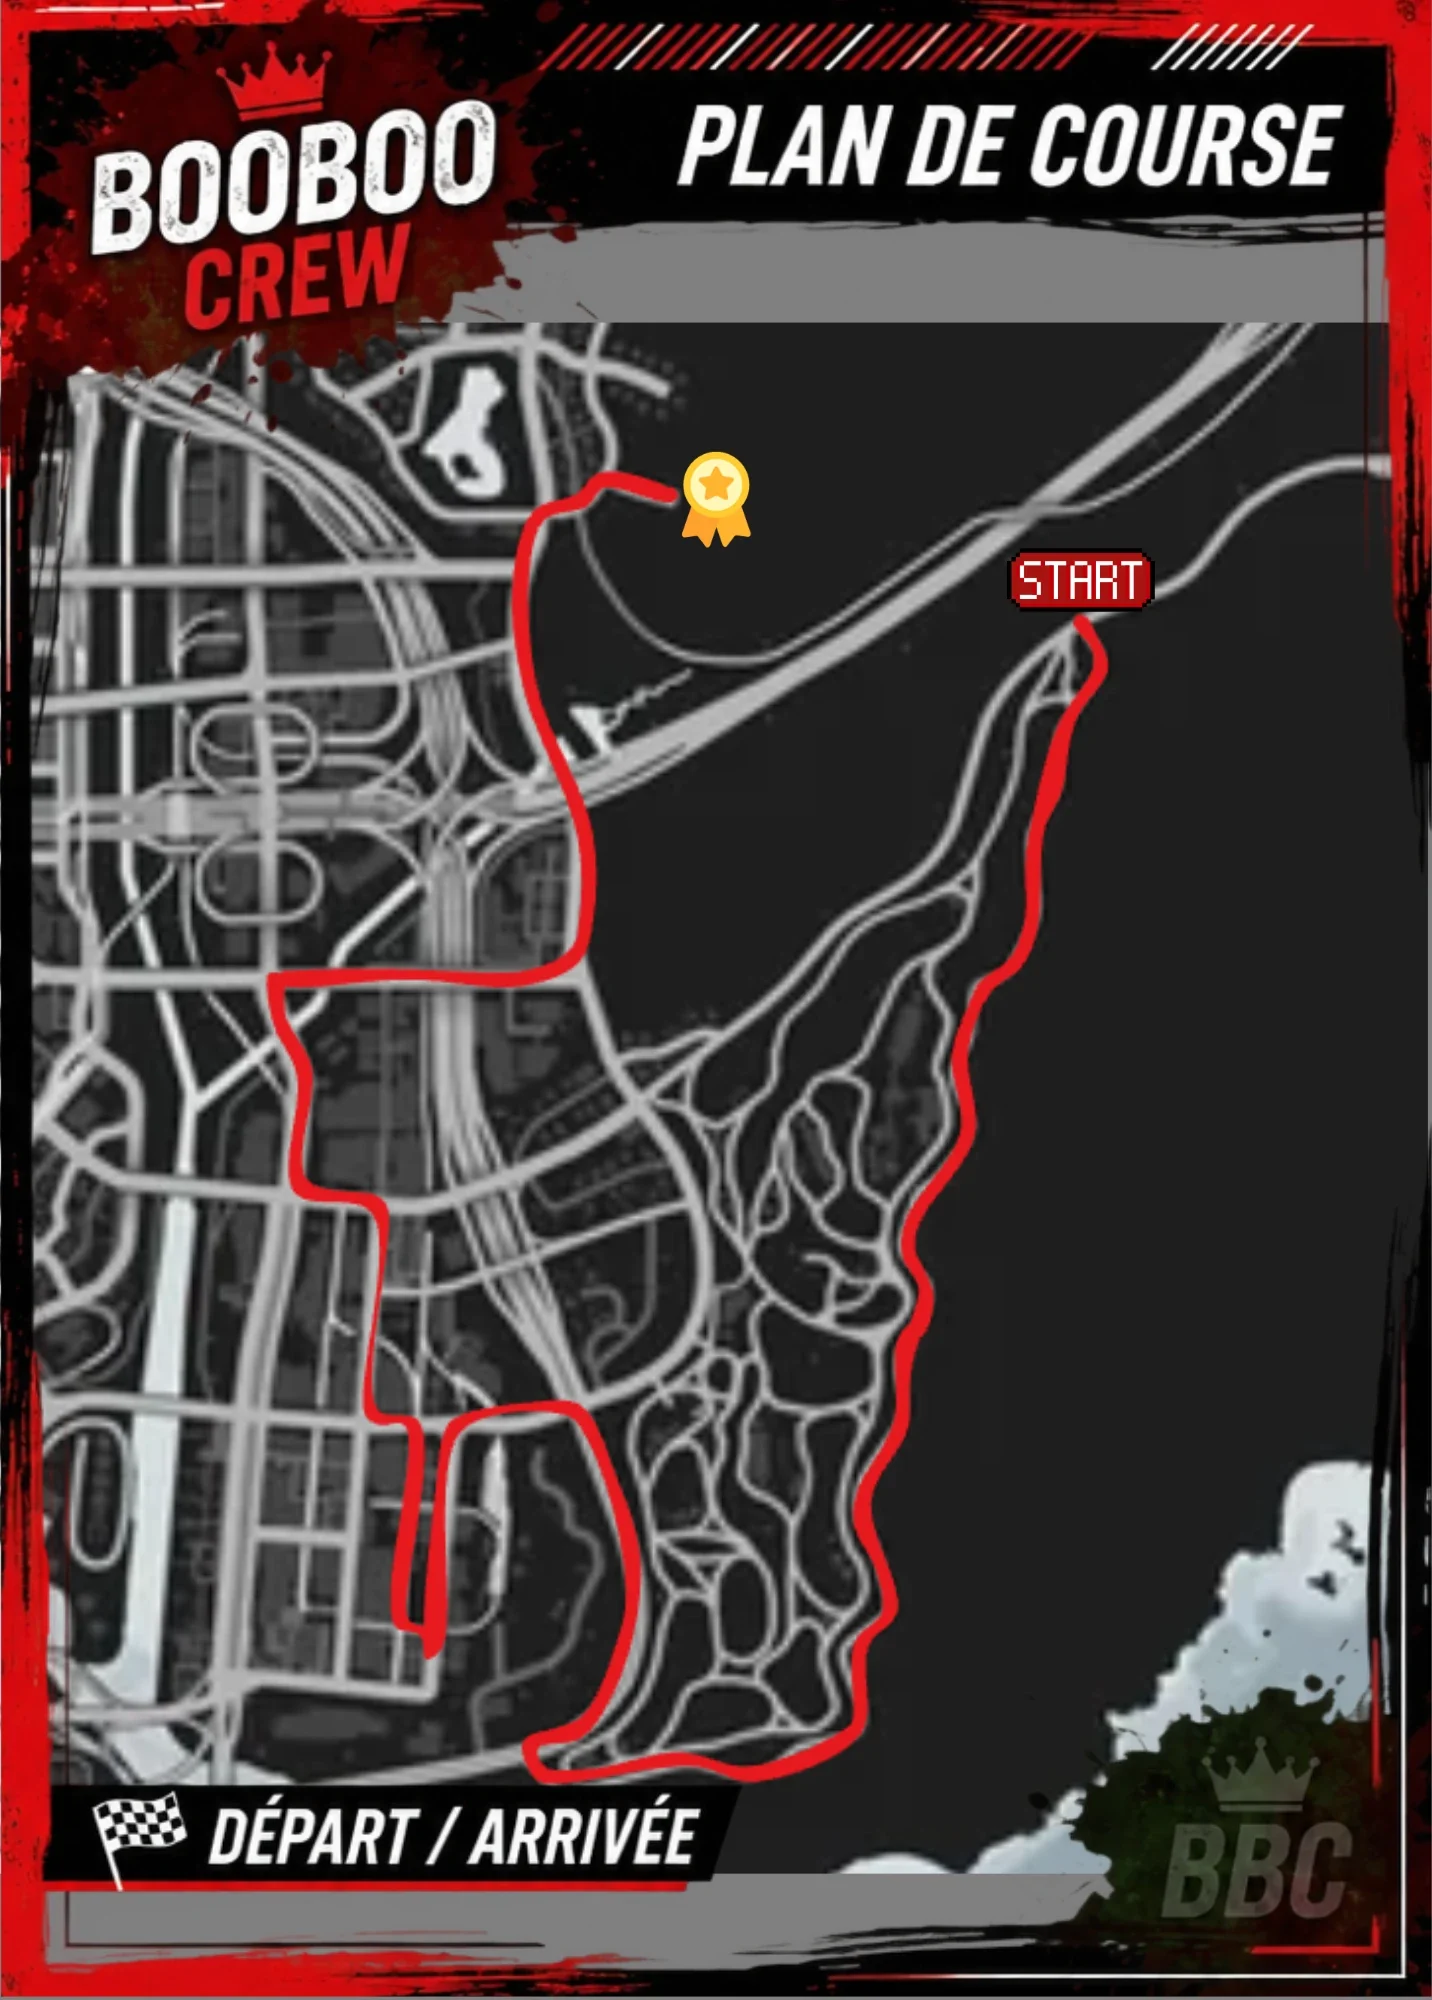 BOOBOO
CREW
PLAN DE COURSE
START
DÉPART / ARRIVÉE
BBC